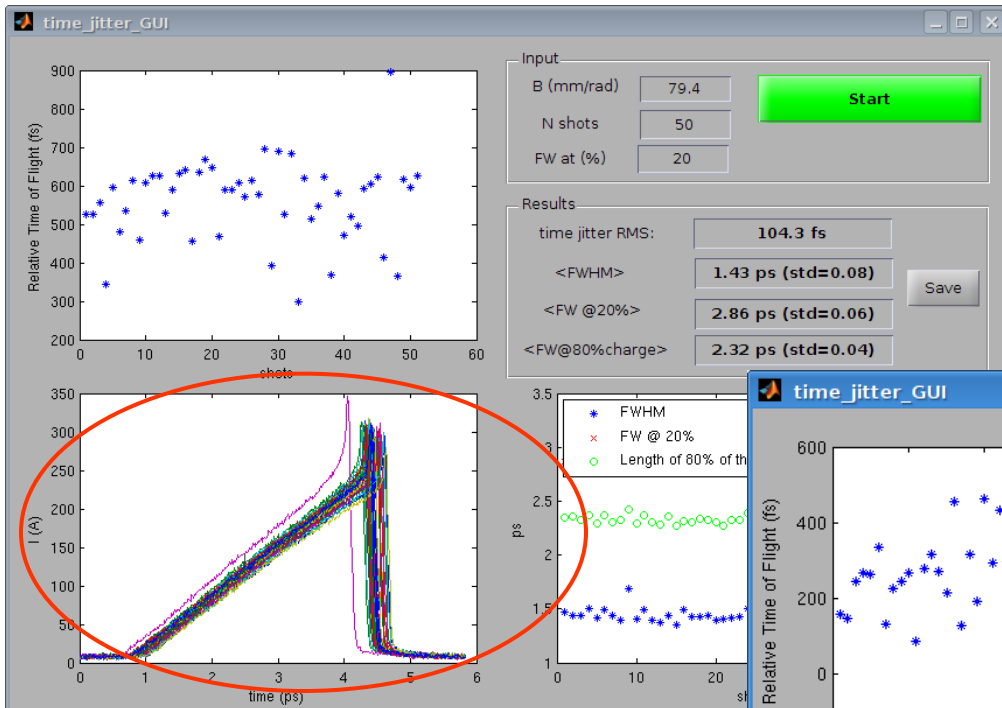 time_jitter_GUI
900
800
700
600
500
400
300
200
Relative Time of Flight (fs)
0 10 20 30 40 50 60
shots
Input
B (mm/rad) 79.4
N shots 50
FW at (%) 20
Start
Results
time jitter RMS: 104.3 fs
<FWHM> 1.43 ps (std=0.08)
<FW @20%> 2.86 ps (std=0.06)
<FW@80%charge> 2.32 ps (std=0.04)
Save
350
300
250
200
150
100
50
0
I (A)
0 1 2 3 4 5 6
time (ps)
3.5
3
2.5
2
1.5
1
ps
FWHM
FW @ 20%
Length of 80% of th
0 10 20
sh
time_jitter_GUI
600
400
200
0
Relative Time of Flight (fs)